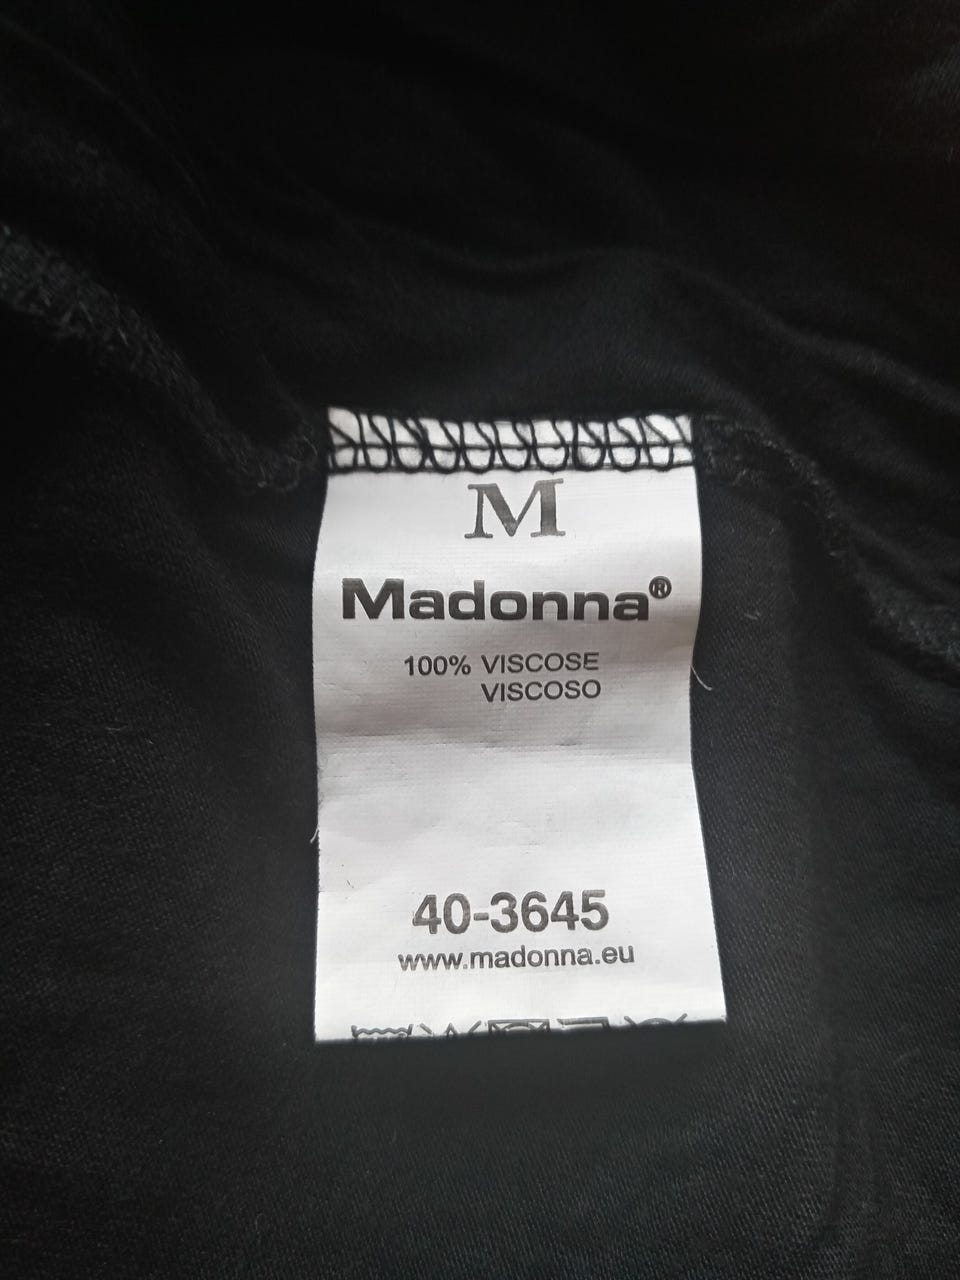 M
Madonna®
100% VISCOSE
VISCOSO
40-3645
www.madonna.eu